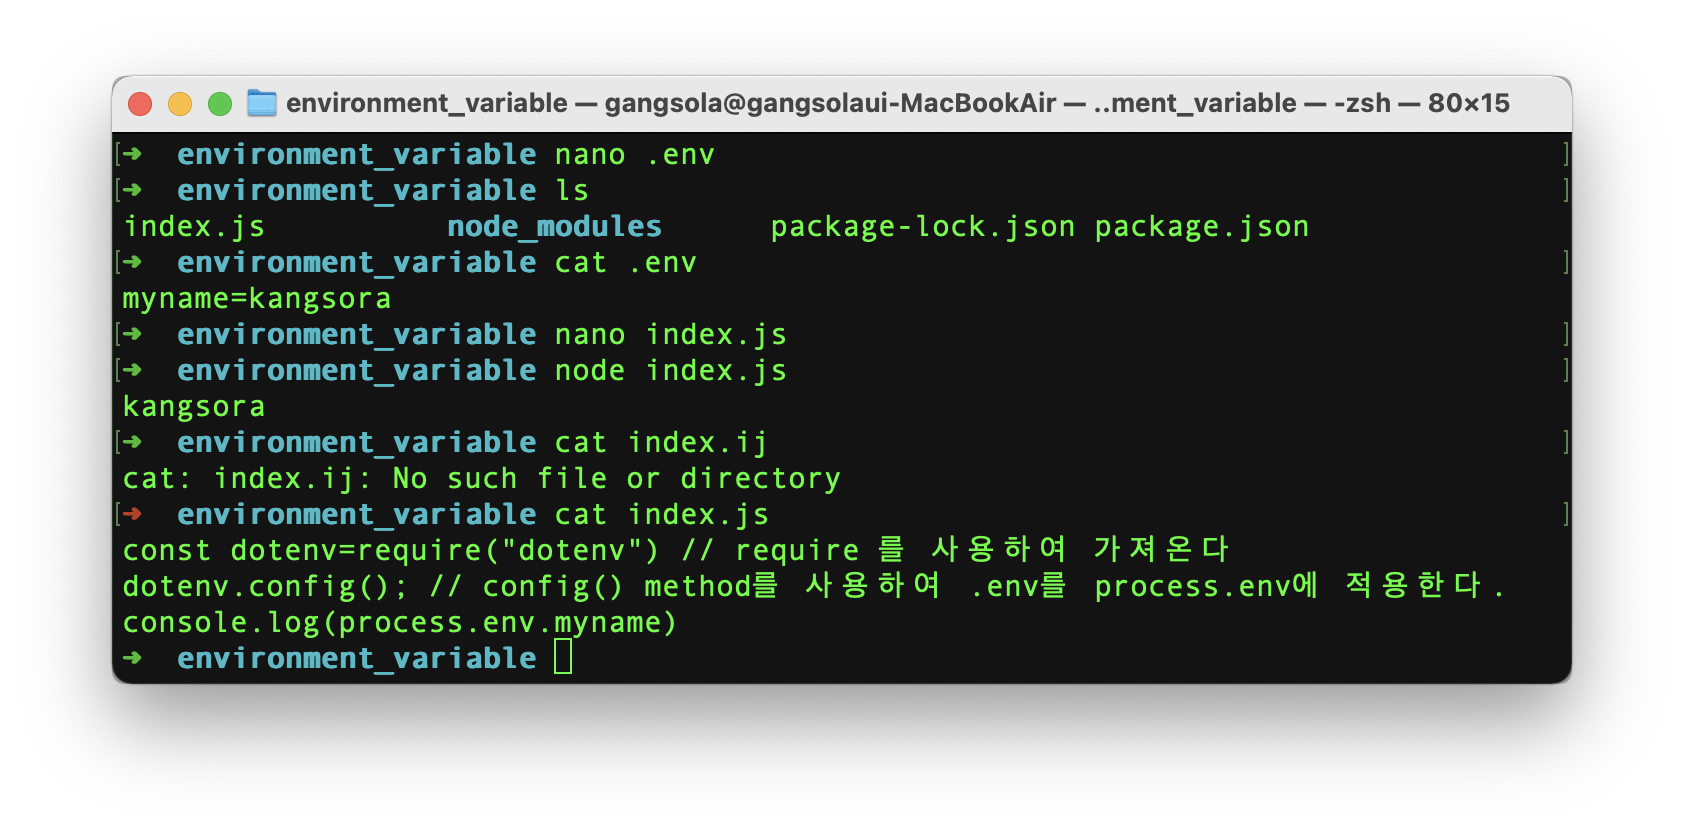 environment_variable — gangsola@gangsolaui-MacBookAir — ..ment_variable — -zsh — 80×15
[➜  environment_variable nano .env ]
[➜  environment_variable ls ]
index.js          node_modules      package-lock.json package.json
[➜  environment_variable cat .env ]
myname=kangsora
[➜  environment_variable nano index.js ]
[➜  environment_variable node index.js ]
kangsora
[➜  environment_variable cat index.ij ]
cat: index.ij: No such file or directory
[➜  environment_variable cat index.js ]
const dotenv=require("dotenv") // require 를 사용하여 가져온다
dotenv.config(); // config() method를 사용하여 .env를 process.env에 적용한다.
console.log(process.env.myname)
➜  environment_variable